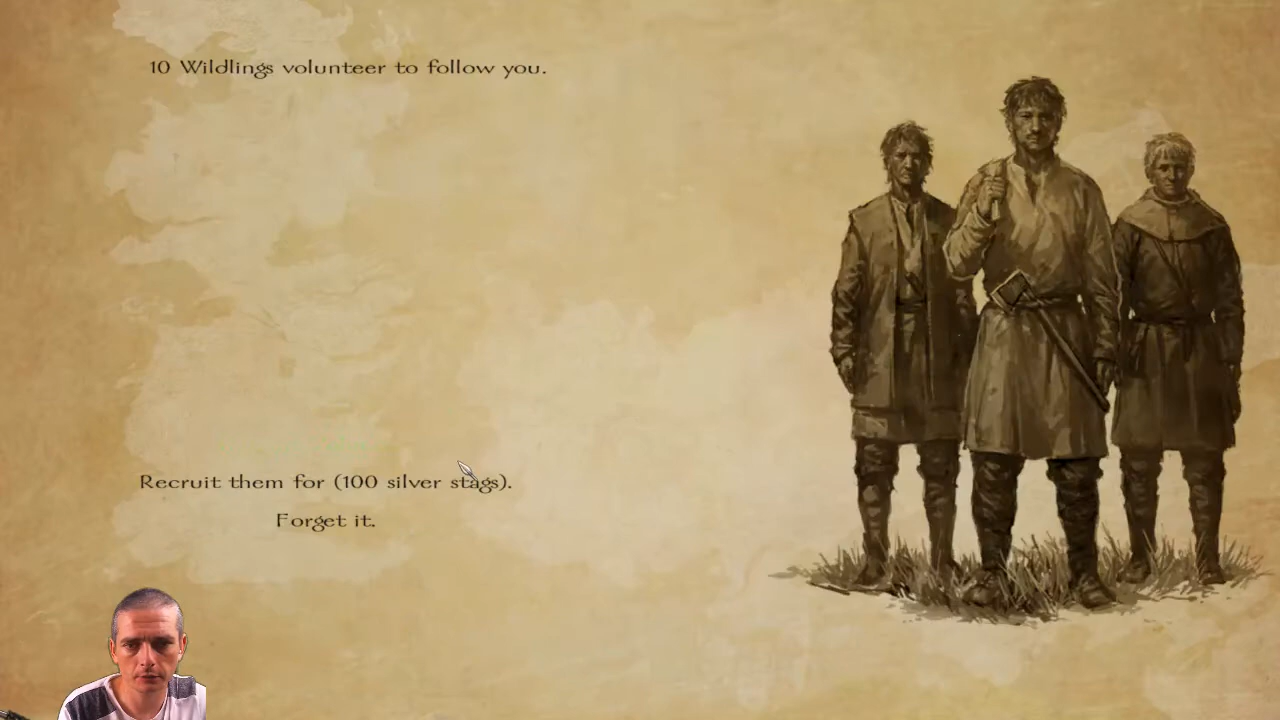 10 Wildlings volunteer to follow you.
Recruit them for (100 silver stags).
Forget it.